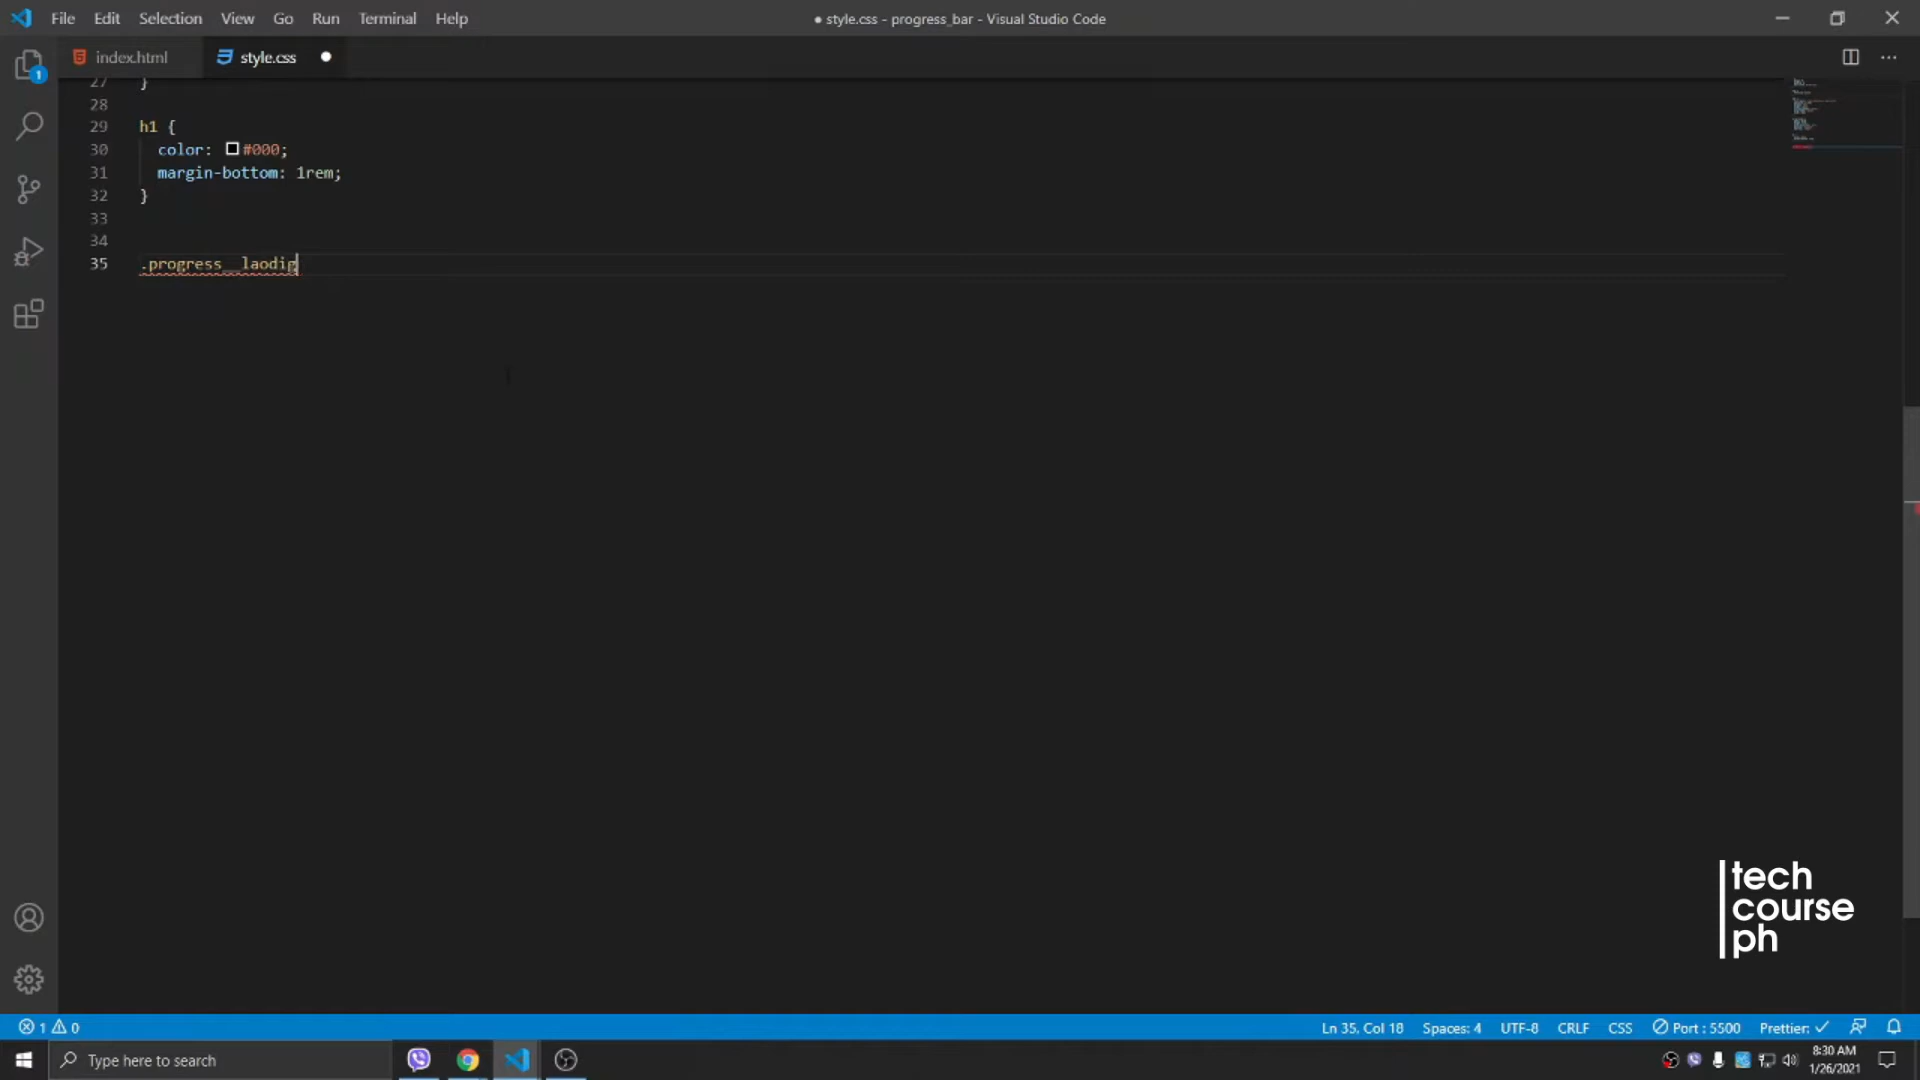 File Edit Selection View Go Run Terminal Help
● style.css - progress_bar - Visual Studio Code
index.html
style.css
1
27 }
28
29 h1 {
30 color: #000;
31 margin-bottom: 1rem;
32 }
33
34
35 .progress__laodig
tech
course
ph
1 0
Ln 35, Col 18 Spaces: 4 UTF-8 CRLF CSS Port : 5500 Prettier: ✓
Type here to search
8:30 AM
1/26/2021